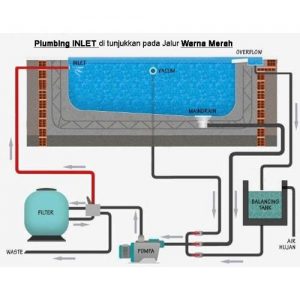 Plumbing INLET di tunjukkan pada Jalur Warna Merah
OVERFLOW
INLET
VACUM
MAINDRAIN
FILTER
BALANCING
TANK
WASTE
POMPA
AIR
HUJAN